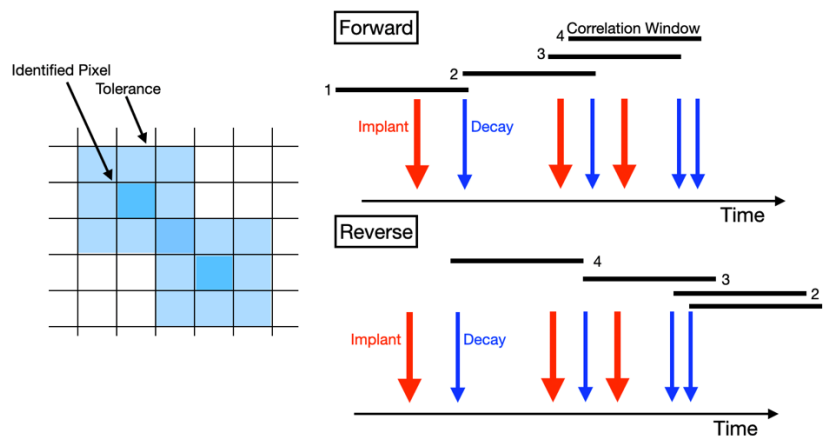 Identified Pixel
Tolerance
Forward
4
Correlation Window
3
2
1
Implant
Decay
Time
Reverse
4
3
2
Implant
Decay
Time